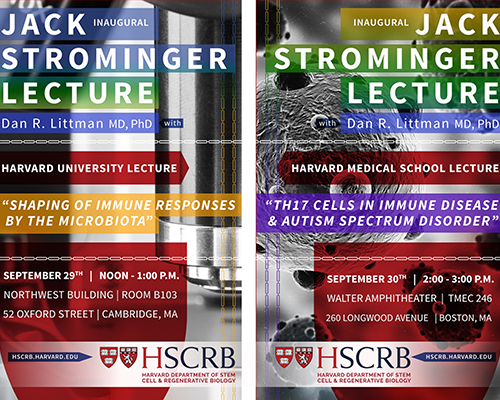 INAUGURAL
JACK
STROMINGER
LECTURE
with
Dan R. Littman MD, PhD
HARVARD UNIVERSITY LECTURE
“SHAPING OF IMMUNE RESPONSES
BY THE MICROBIOTA”
SEPTEMBER 29TH | NOON - 1:00 P.M.
NORTHWEST BUILDING | ROOM B103
52 OXFORD STREET | CAMBRIDGE, MA
HSCRB.HARVARD.EDU
HSCRB
HARVARD DEPARTMENT OF STEM
CELL & REGENERATIVE BIOLOGY
INAUGURAL JACK
STROMINGER
LECTURE
with Dan R. Littman MD, PhD
HARVARD MEDICAL SCHOOL LECTURE
“TH17 CELLS IN IMMUNE DISEASE
& AUTISM SPECTRUM DISORDER”
SEPTEMBER 30TH | 2:00 - 3:00 P.M.
WALTER AMPHITHEATER | TMEC 246
260 LONGWOOD AVENUE | BOSTON, MA
HSCRB
HARVARD DEPARTMENT OF STEM
CELL & REGENERATIVE BIOLOGY
HSCRB.HARVARD.EDU